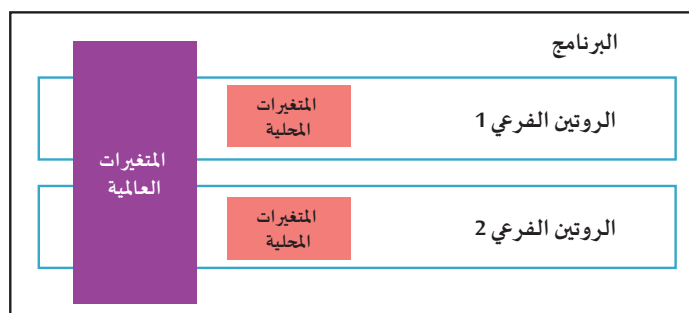 البرنامج
الروتين الفرعي 1
المتغيرات
المحلية
المتغيرات
العالمية
الروتين الفرعي 2
المتغيرات
المحلية